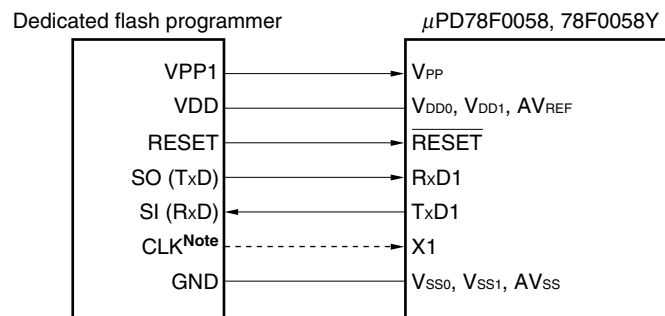 Dedicated flash programmer μPD78F0058, 78F0058Y
VPP1 VPP
VDD VDD0, VDD1, AVREF
RESET RESET
SO (TxD) RxD1
SI (RxD) TxD1
CLKNote X1
GND VSS0, VSS1, AVSS